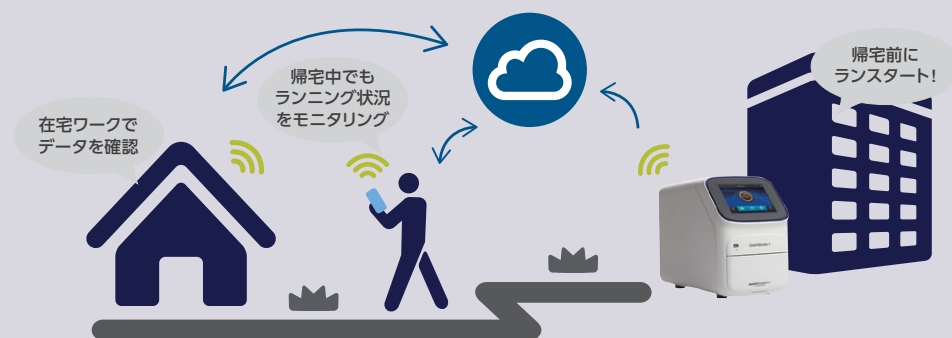 帰宅前に
ランスタート!
帰宅中でも
ランニング状況
をモニタリング
在宅ワークで
データを確認